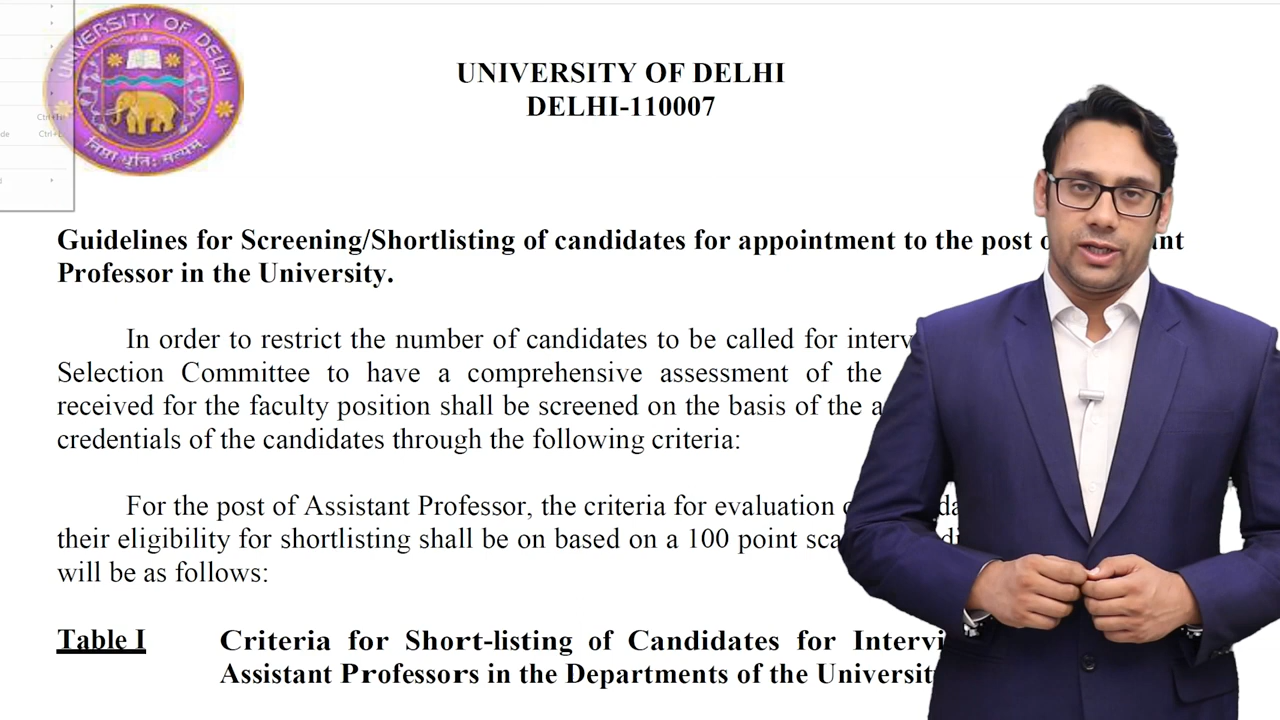 UNIVERSITY OF DELHI
निष्ठा धृति: सत्यम्
UNIVERSITY OF DELHI
DELHI-110007
Guidelines for Screening/Shortlisting of candidates for appointment to the post
Professor in the University.
In order to restrict the number of candidates to be called for
Selection Committee to have a comprehensive assessment of the
received for the faculty position shall be screened on the basis of the
credentials of the candidates through the following criteria:
For the post of Assistant Professor, the criteria for evaluation
their eligibility for shortlisting shall be on based on a 100 point
will be as follows:
Table I Criteria for Short-listing of Candidates for
Assistant Professors in the Departments of the